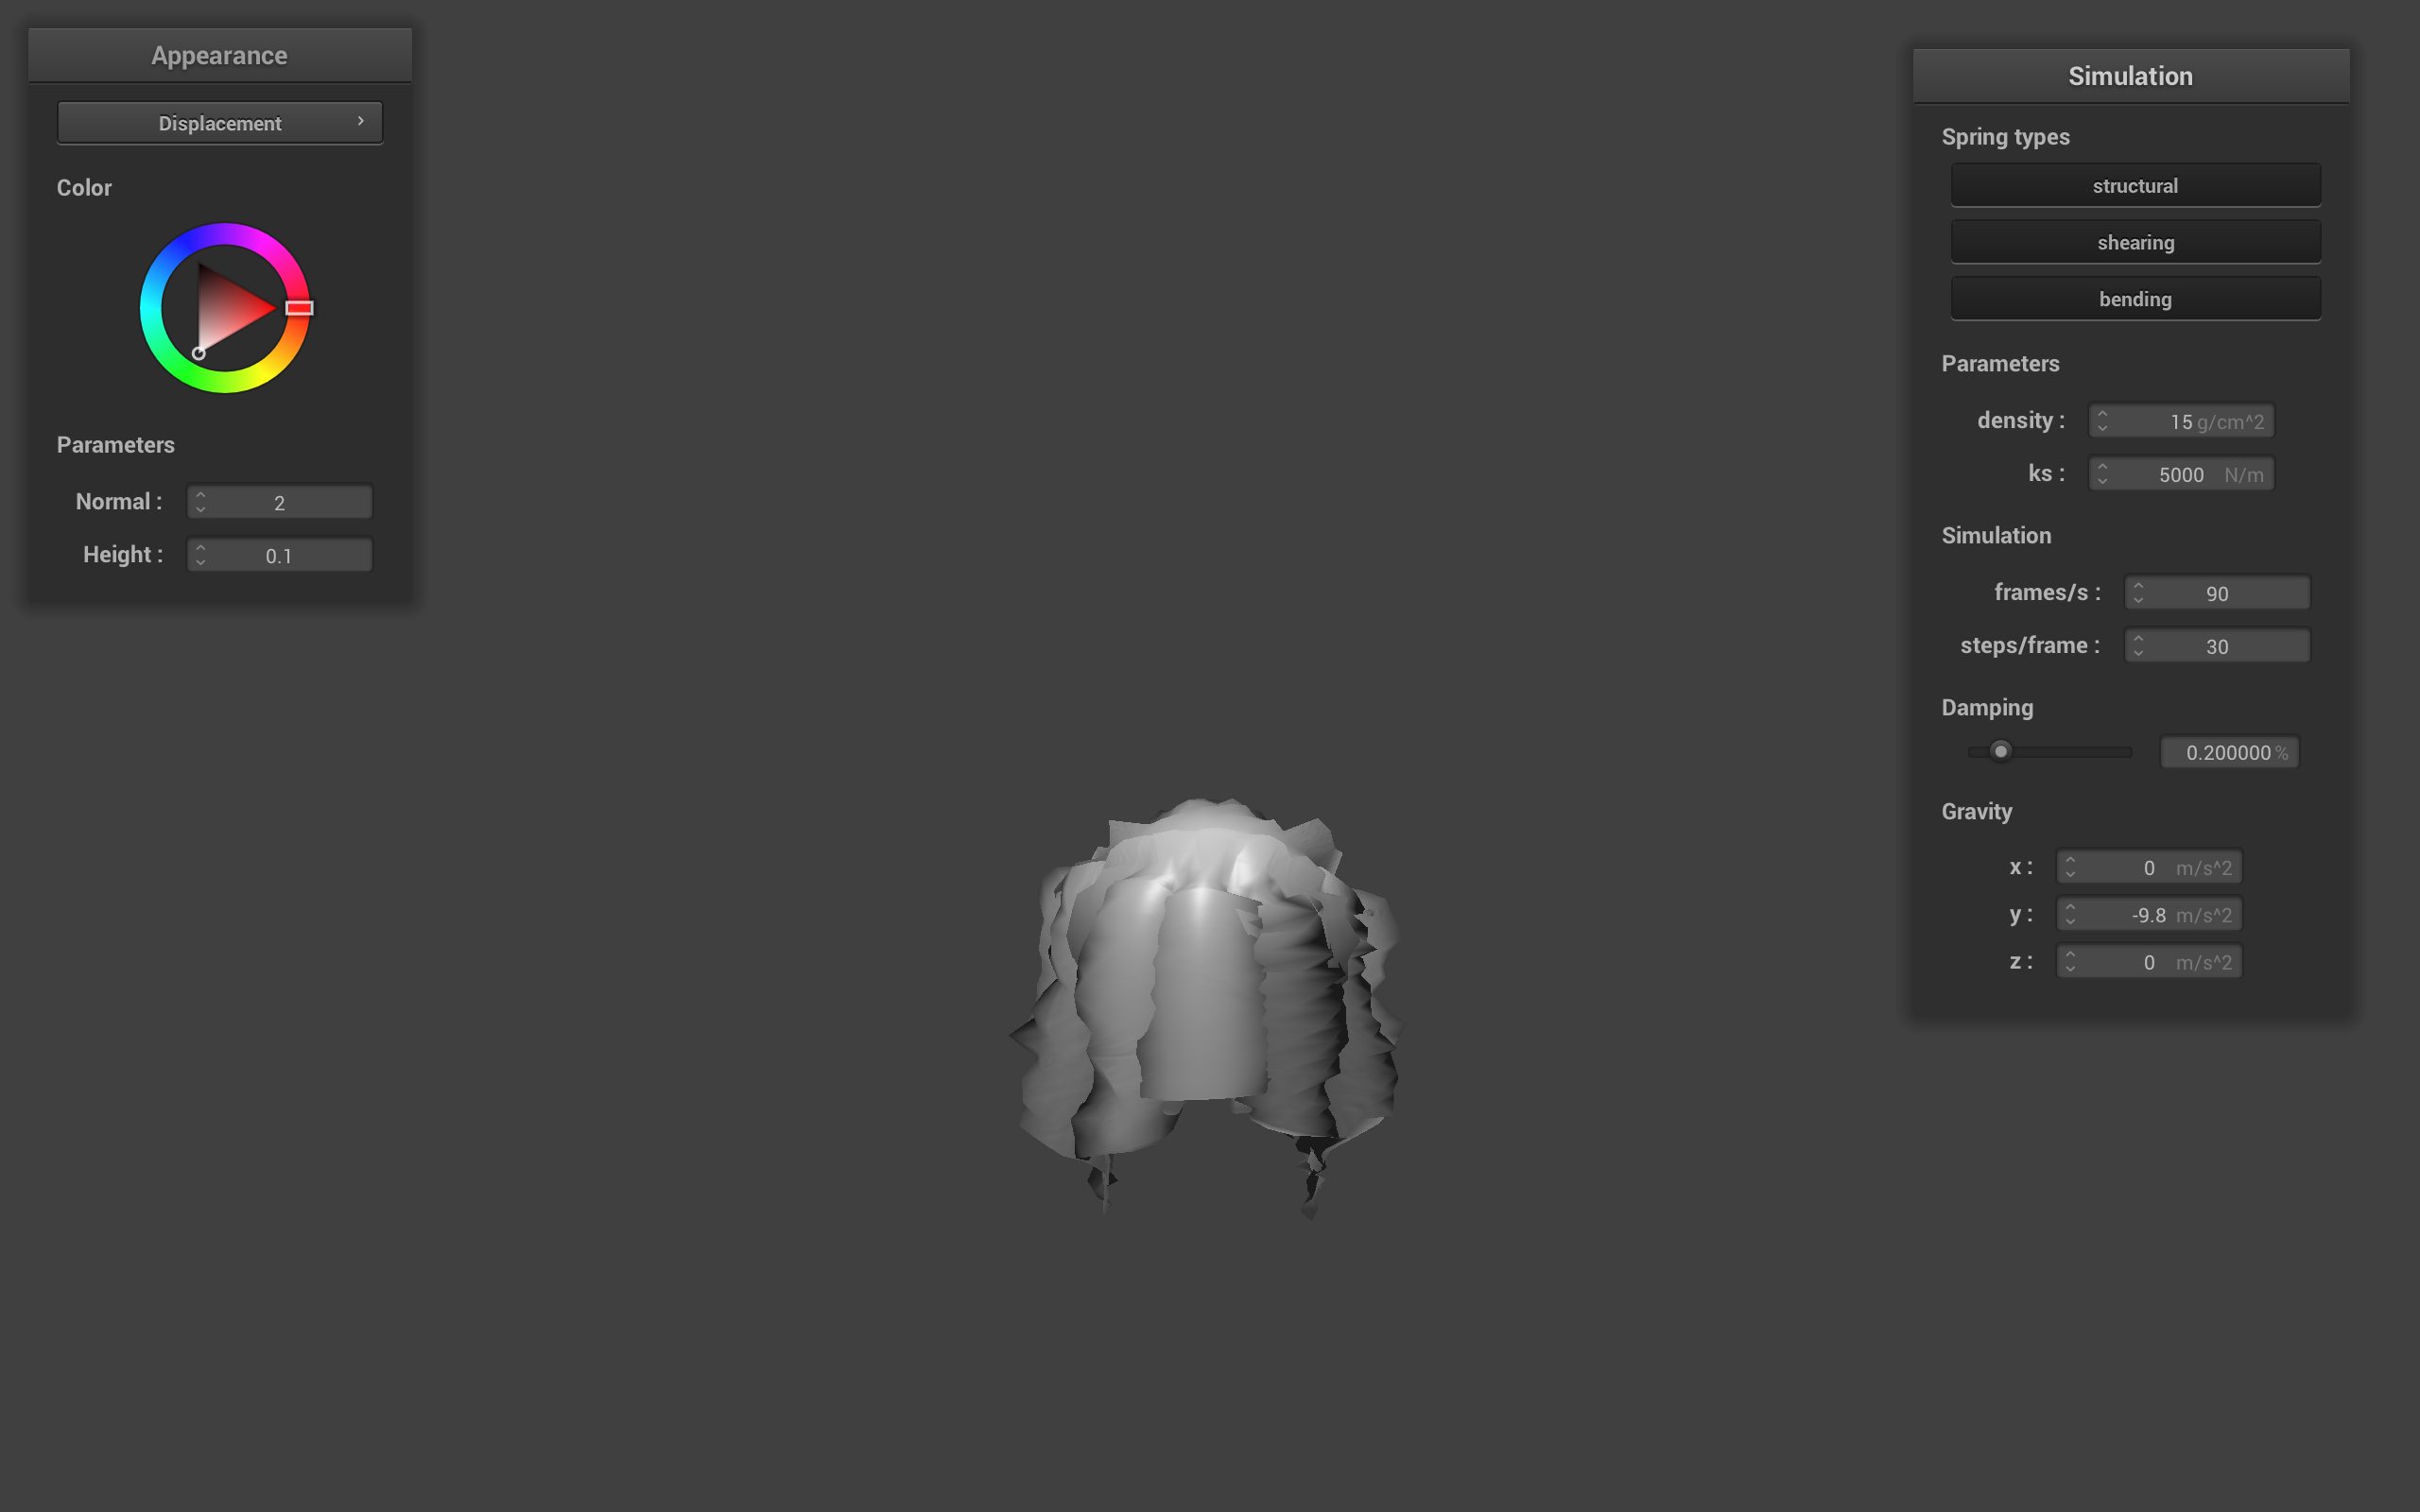 Appearance
Displacement
Color
Parameters
Normal : 2
Height : 0.1
Simulation
Spring types
structural
shearing
bending
Parameters
density : 15 g/cm^2
ks : 5000 N/m
Simulation
frames/s : 90
steps/frame : 30
Damping
0.200000 %
Gravity
x : 0 m/s^2
y : -9.8 m/s^2
z : 0 m/s^2